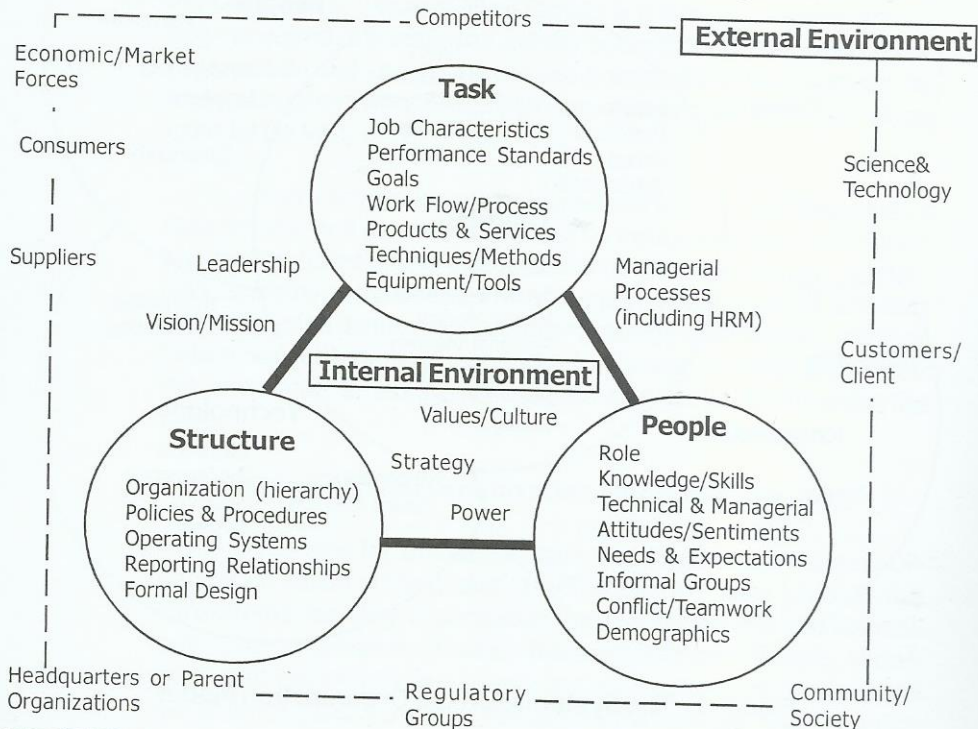 Competitors
External Environment
Economic/Market
Forces
Consumers
Suppliers
Task
Job Characteristics
Performance Standards
Goals
Work Flow/Process
Products & Services
Techniques/Methods
Equipment/Tools
Science&
Technology
Leadership
Vision/Mission
Managerial
Processes
(including HRM)
Customers/
Client
Internal Environment
Values/Culture
Strategy
Power
Structure
Organization (hierarchy)
Policies & Procedures
Operating Systems
Reporting Relationships
Formal Design
People
Role
Knowledge/Skills
Technical & Managerial
Attitudes/Sentiments
Needs & Expectations
Informal Groups
Conflict/Teamwork
Demographics
Headquarters or Parent
Organizations
Regulatory
Groups
Community/
Society